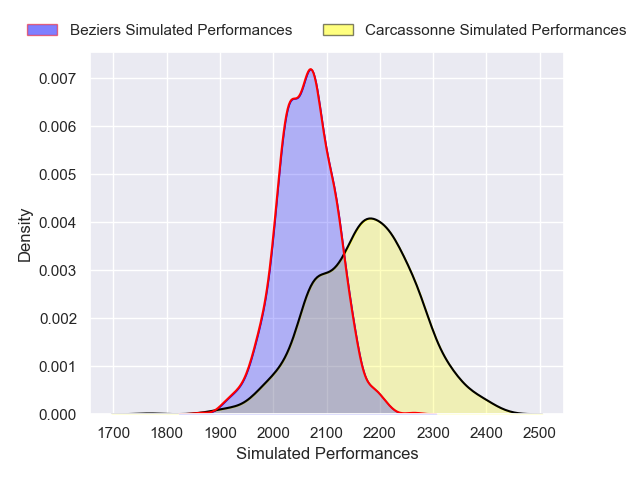 Beziers Simulated Performances Carcassonne Simulated Performances
0.007
0.006
0.005
0.004
0.003
0.002
0.001
0.000
Density
1700 1800 1900 2000 2100 2200 2300 2400 2500
Simulated Performances